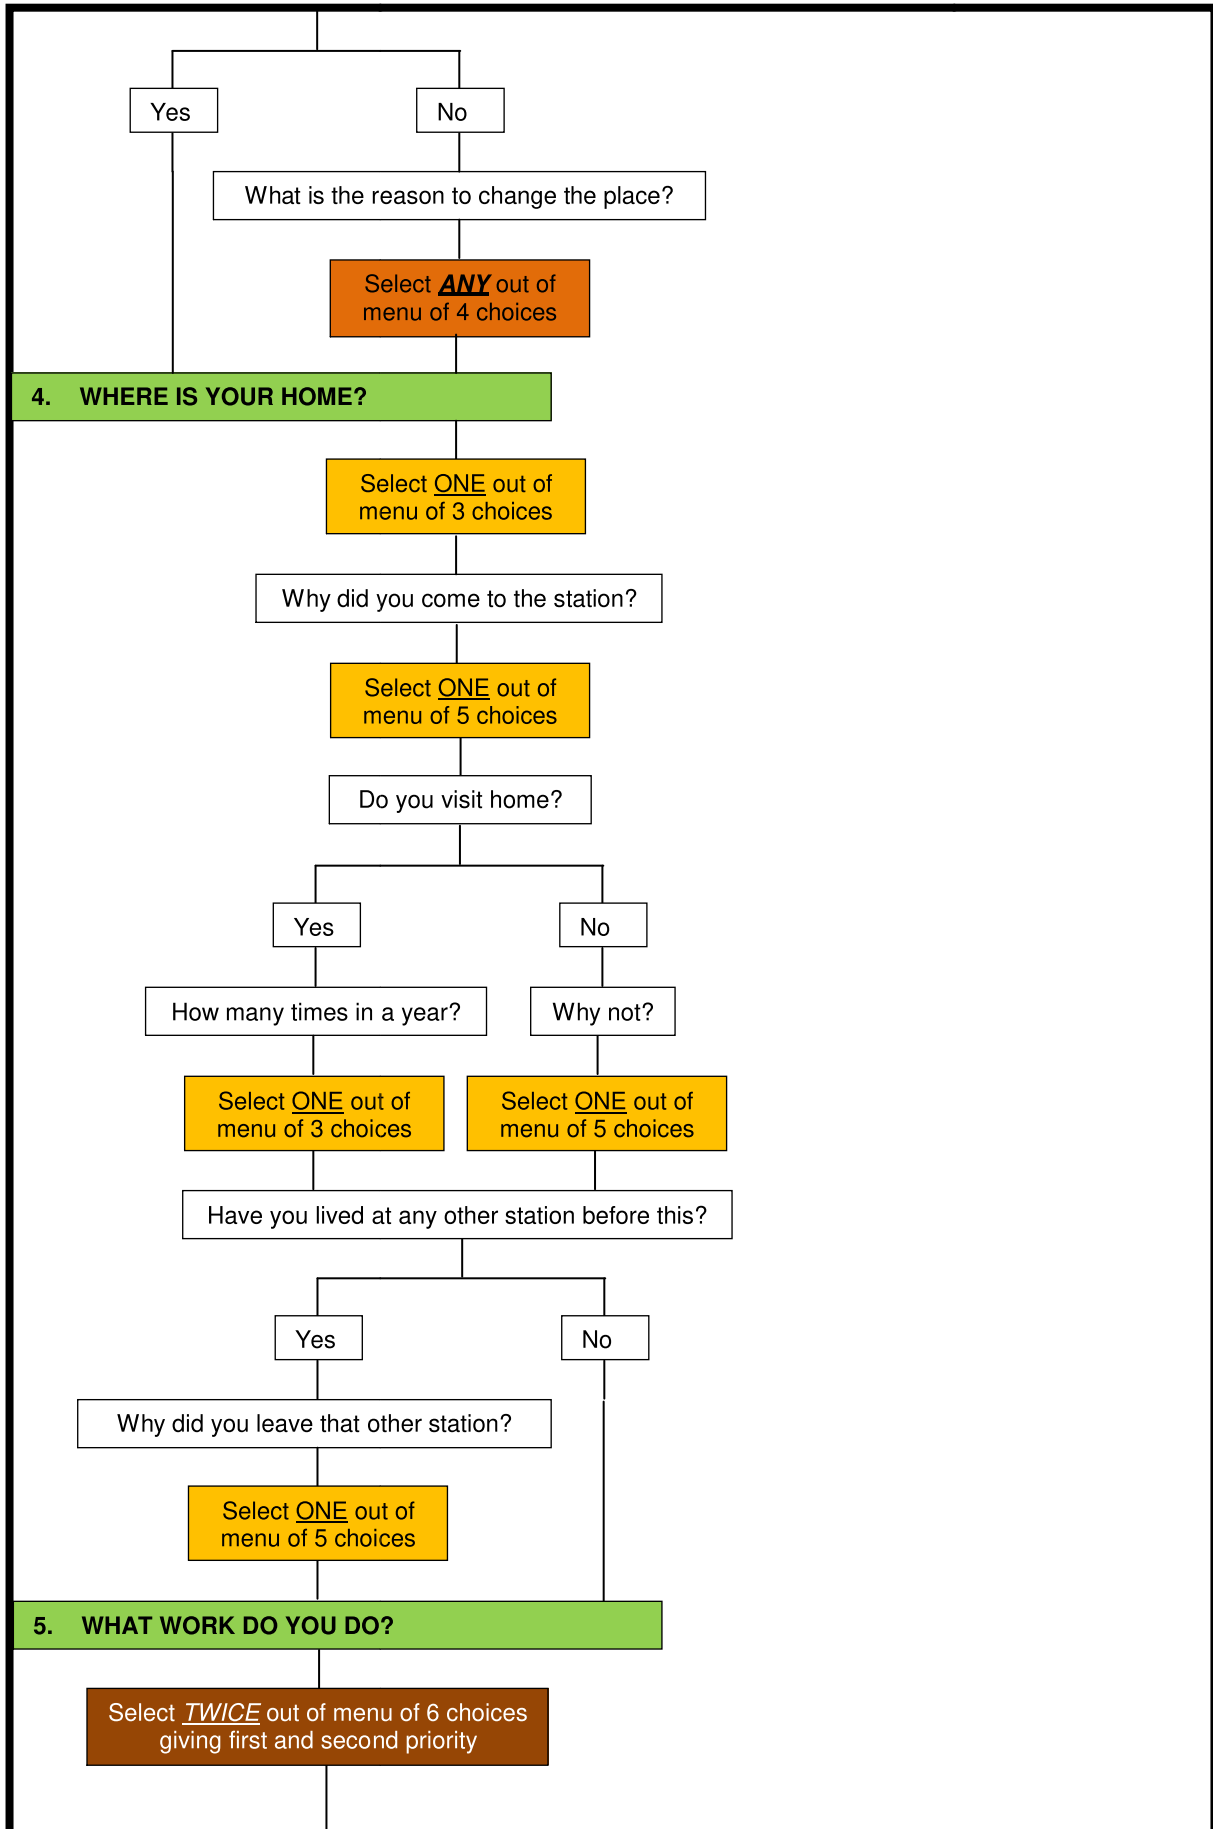 Yes
No
What is the reason to change the place?
Select ANY out of
menu of 4 choices
4. WHERE IS YOUR HOME?
Select ONE out of
menu of 3 choices
Why did you come to the station?
Select ONE out of
menu of 5 choices
Do you visit home?
Yes
No
How many times in a year?
Why not?
Select ONE out of
menu of 3 choices
Select ONE out of
menu of 5 choices
Have you lived at any other station before this?
Yes
No
Why did you leave that other station?
Select ONE out of
menu of 5 choices
5. WHAT WORK DO YOU DO?
Select TWICE out of menu of 6 choices
giving first and second priority